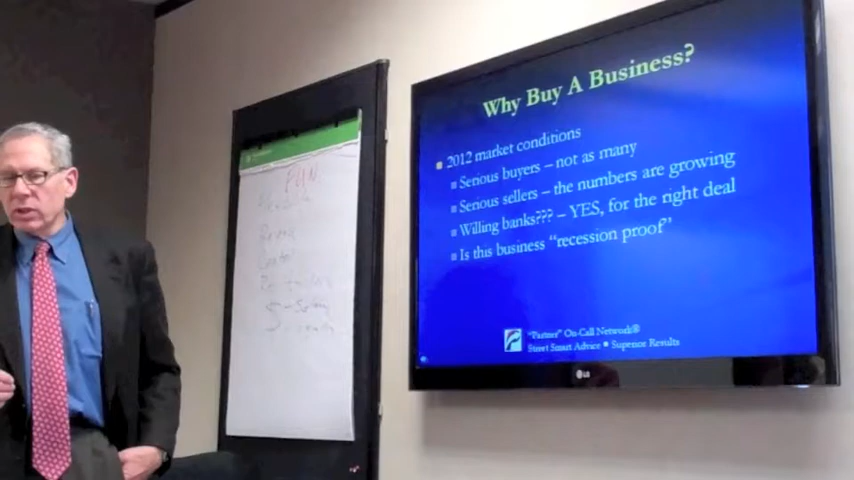 FUN
Why Buy A Business?
2012 market conditions
Serious buyers – not as many
Serious sellers – the numbers are growing
Willing banks??? – YES, for the right deal
Is this business “recession proof”
"Partner" On-Call Network®
Street Smart Advice • Superior Results
LG